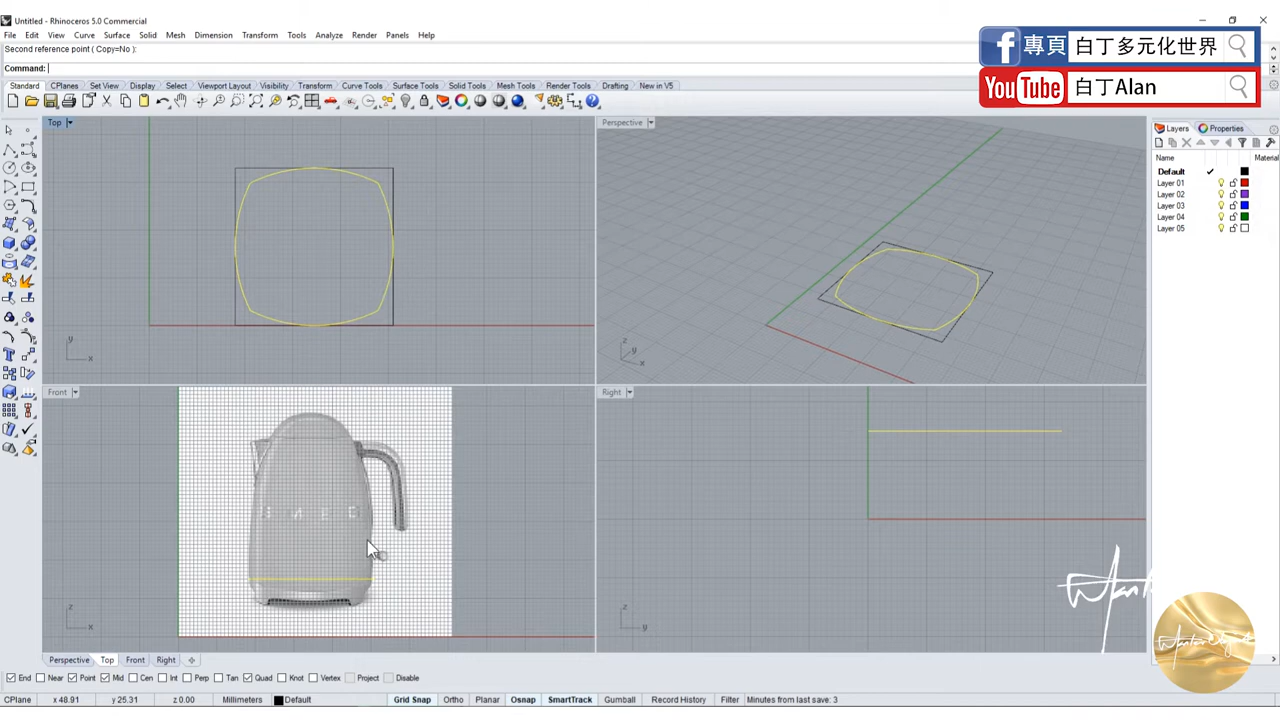 Untitled - Rhinoceros 5.0 Commercial
File Edit View Curve Surface Solid Mesh Dimension Transform Tools Analyze Render Panels Help
Second reference point ( Copy=No ):
Command:
專頁 白丁多元化世界
YouTube 白丁Alan
Standard CPlanes Set View Display Select Viewport Layout Visibility Transform Curve Tools Surface Tools Solid Tools Mesh Tools Render Tools Drafting New in V5
Top
Perspective
Layers Properties
Name Material
Default
Layer 01
Layer 02
Layer 03
Layer 04
Layer 05
y
x
z
y
x
Front
Right
SMEG
z
x
z
y
Perspective Top Front Right
End Near Point Mid Cen Int Perp Tan Quad Knot Vertex Project Disable
CPlane x 48.91 y 25.31 z 0.00 Millimeters Default Grid Snap Ortho Planar Osnap SmartTrack Gumball Record History Filter Minutes from last save: 3